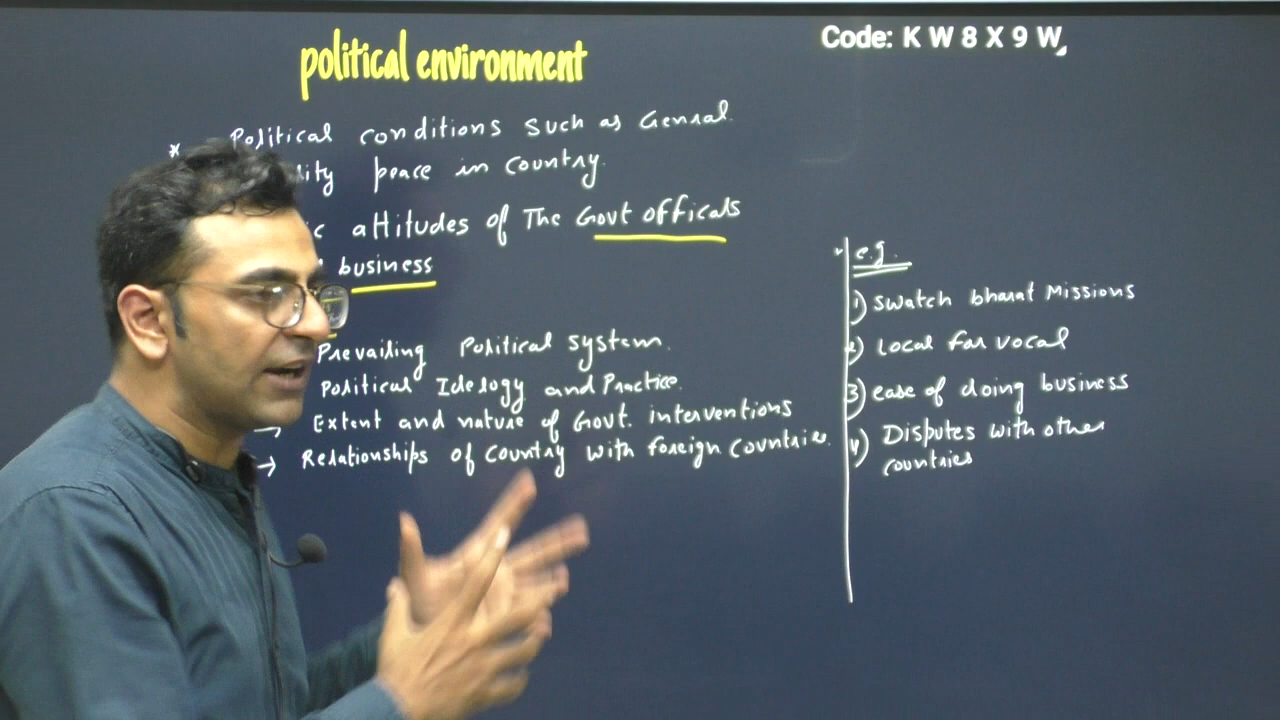 political environment
Code: K W 8 X 9 W
* Political conditions such as General
lity peace in country.
c attitudes of The Govt officals
business
Prevailing Political system.
Political Idelogy and Practice.
→ Extent and nature of Govt. interventions
→ Relationships of country with foreign countries.
e.g.
1) Swatch bharat Missions
2) Local for vocal
3) ease of doing business
4) Disputes with other
countries